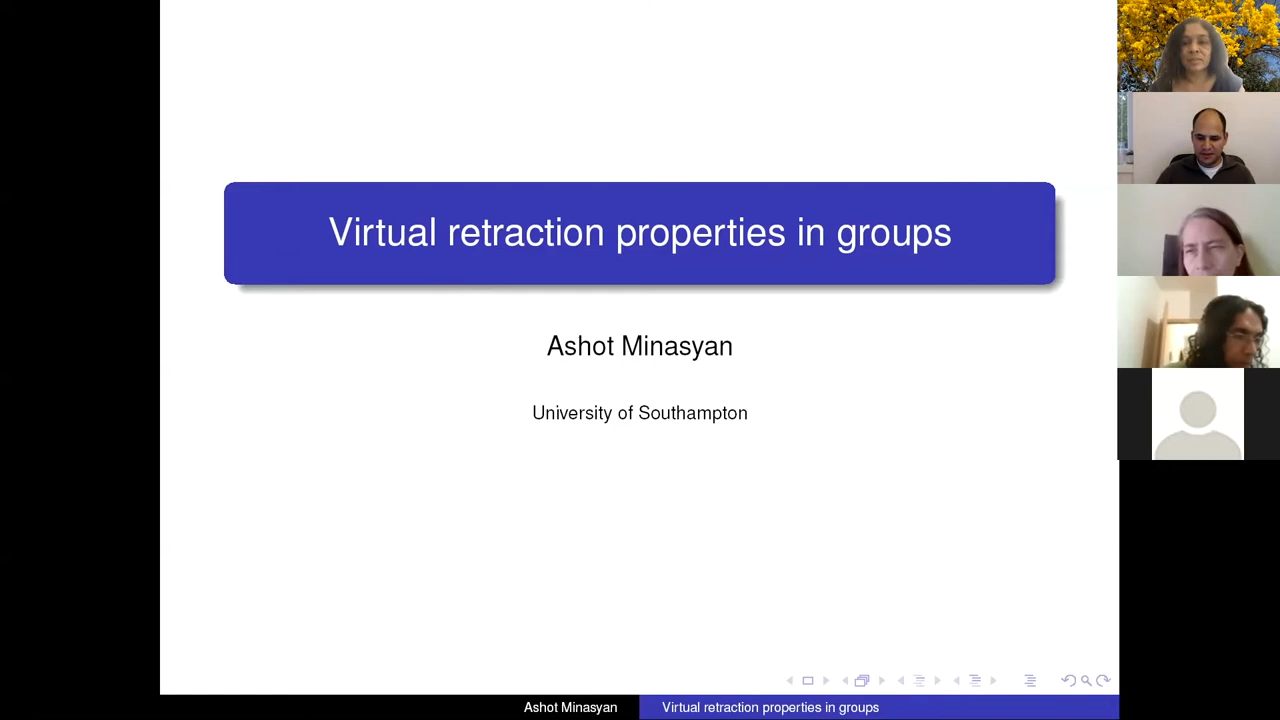 Virtual retraction properties in groups
Ashot Minasyan
University of Southampton
Ashot Minasyan
Virtual retraction properties in groups